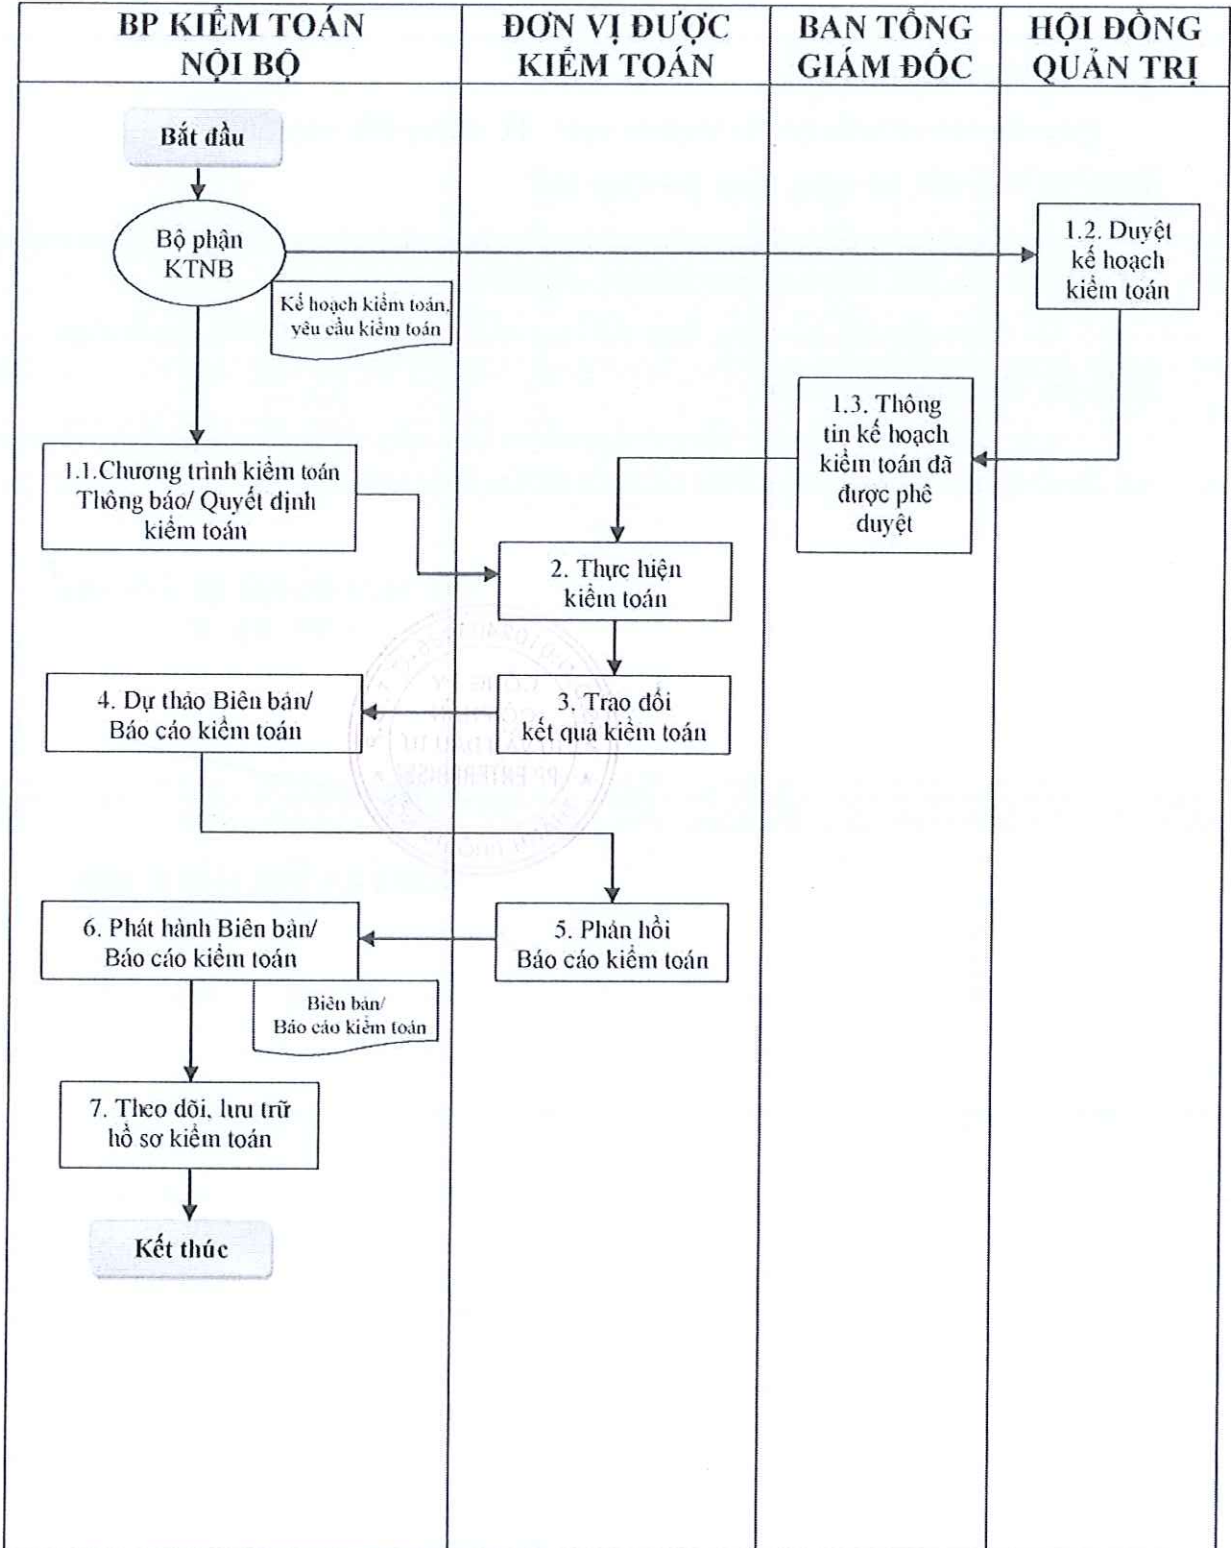 BP KIỂM TOÁN
NỘI BỘ
ĐƠN VỊ ĐƯỢC
KIỂM TOÁN
BAN TỔNG
GIÁM ĐỐC
HỘI ĐỒNG
QUẢN TRỊ
Bắt đầu
Bộ phận
KTNB
Kế hoạch kiểm toán,
yêu cầu kiểm toán
1.2. Duyệt
kế hoạch
kiểm toán
1.3. Thông
tin kế hoạch
kiểm toán đã
được phê
duyệt
1.1.Chương trình kiểm toán
Thông báo/ Quyết định
kiểm toán
2. Thực hiện
kiểm toán
3. Trao đổi
kết quả kiểm toán
4. Dự thảo Biên bản/
Báo cáo kiểm toán
5. Phản hồi
Báo cáo kiểm toán
6. Phát hành Biên bản/
Báo cáo kiểm toán
Biên bản/
Báo cáo kiểm toán
7. Theo dõi, lưu trữ
hồ sơ kiểm toán
Kết thúc